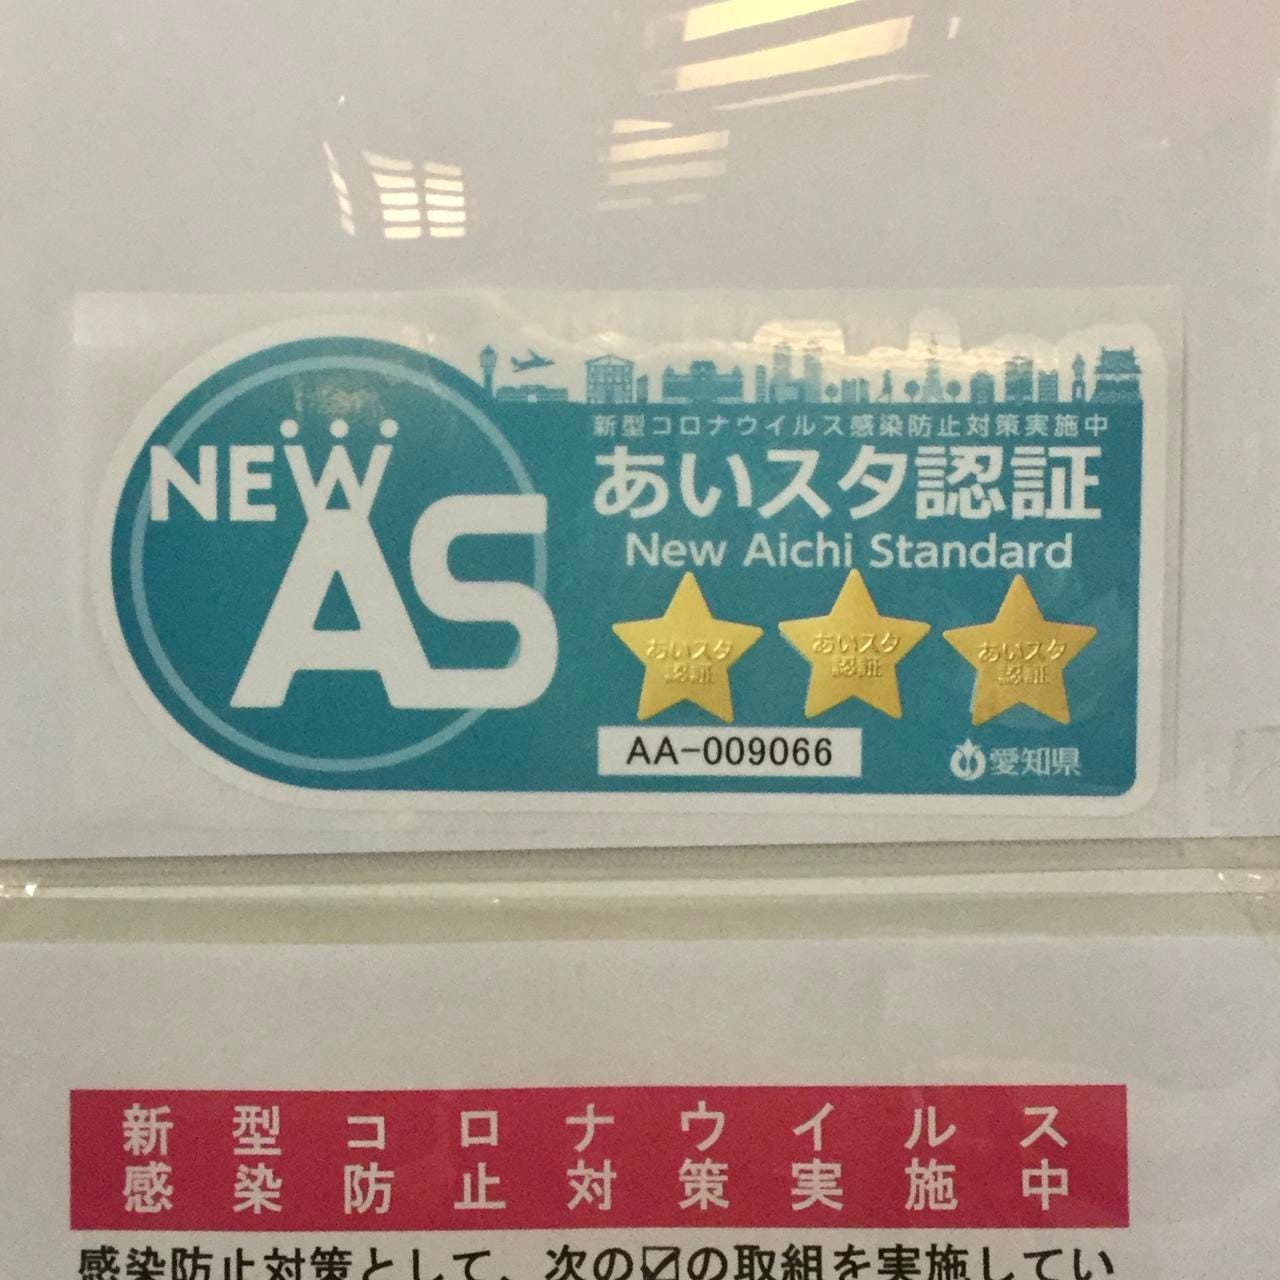 NEW
AS
新型コロナウイルス感染防止対策実施中
あいスタ認証
New Aichi Standard
あいスタ
認証
あいスタ
認証
あいスタ
認証
AA-009066
愛知県
新型コロナウイルス
感染防止対策実施中
感染防止対策として、次の☑の取組を実施してい